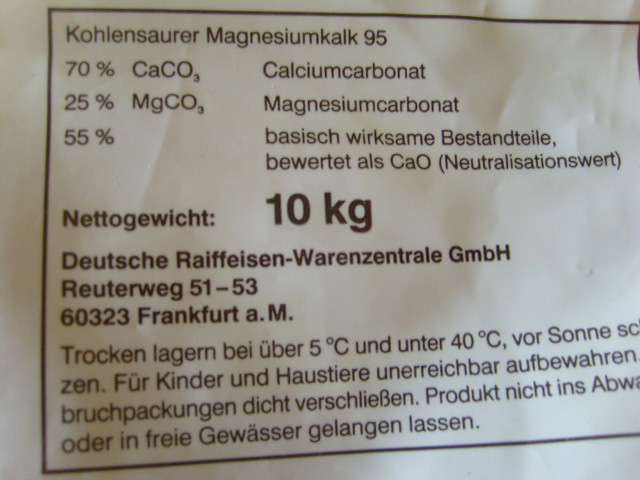 Kohlensaurer Magnesiumkalk 95
70 % CaCO₃ Calciumcarbonat
25 % MgCO₃ Magnesiumcarbonat
55 % basisch wirksame Bestandteile,
bewertet als CaO (Neutralisationswert)
Nettogewicht: 10 kg
Deutsche Raiffeisen-Warenzentrale GmbH
Reuterweg 51–53
60323 Frankfurt a. M.
Trocken lagern bei über 5 °C und unter 40 °C, vor Sonne
zen. Für Kinder und Haustiere unerreichbar aufbewahren.
bruchpackungen dicht verschließen. Produkt nicht ins
oder in freie Gewässer gelangen lassen.